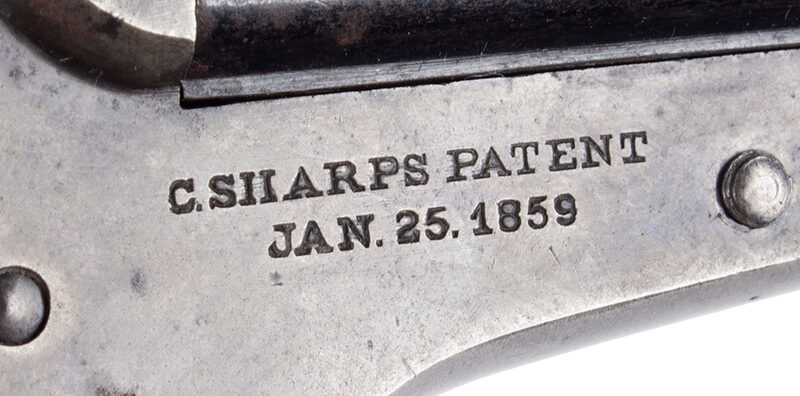 C. SHARPS PATENT
JAN. 25. 1859